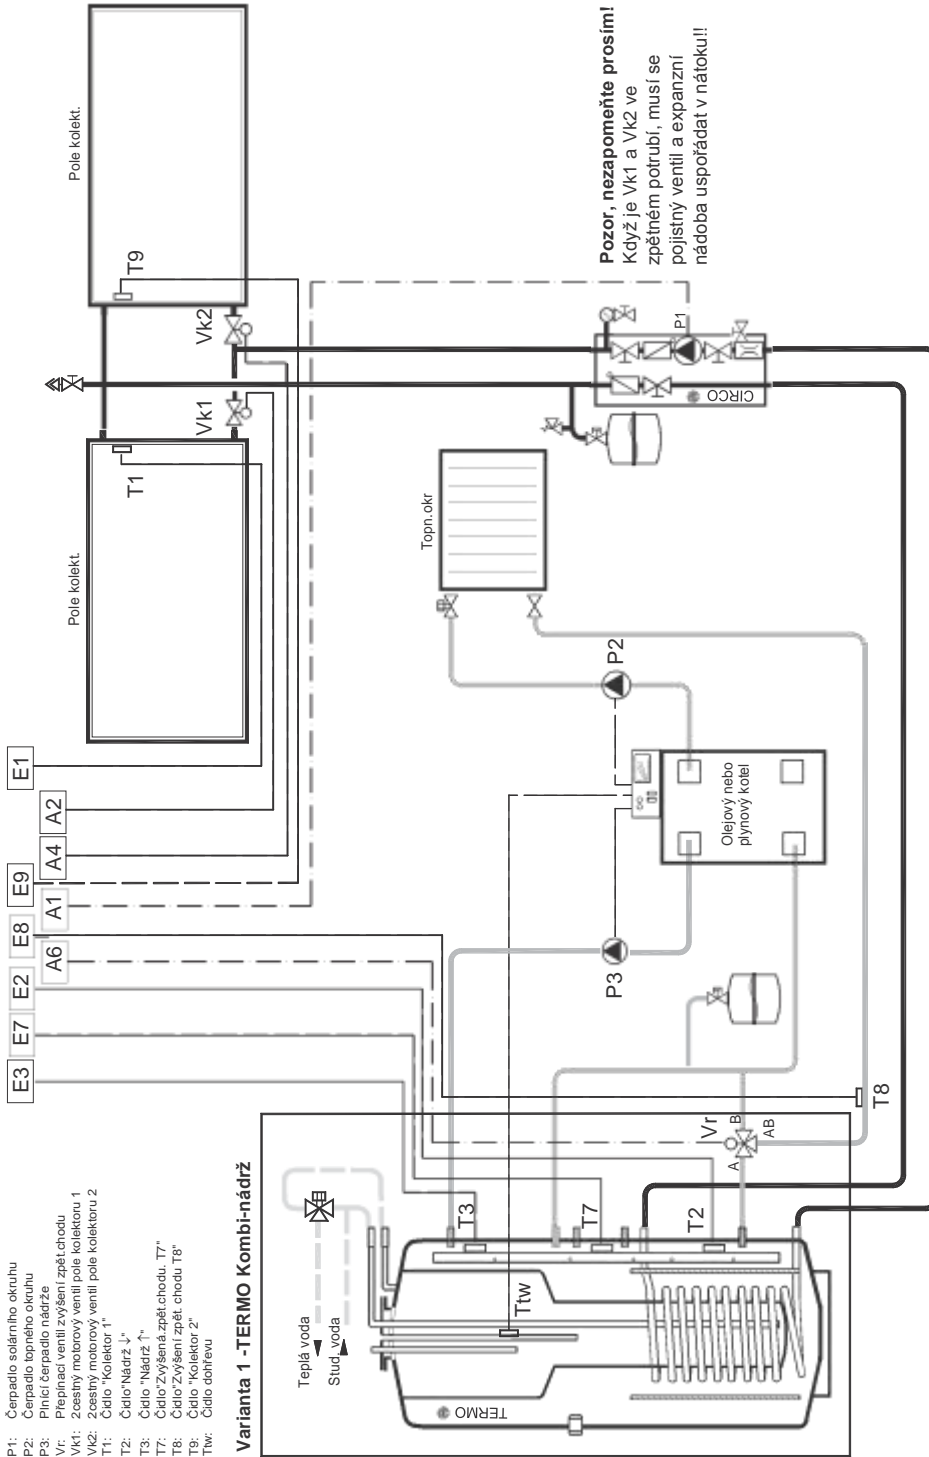 P1: Čerpadlo solárního okruhu
P2: Čerpadlo topného okruhu
P3: Plnící čerpadlo nádrže
Vr: Přepínací ventil zvýšení zpět.chodu
Vk1: 2cestný motorový ventil pole kolektoru 1
Vk2: 2cestný motorový ventil pole kolektoru 2
T1: Čidlo "Kolektor 1"
T2: Čidlo"Nádrž ↓"
T3: Čidlo "Nádrž ↑"
T7: Čidlo"Zvýšená.zpět.chodu. T7"
T8: Čidlo"Zvýšení zpět. chodu T8"
T9: Čidlo "Kolektor 2"
Ttw: Čidlo dohřevu
Varianta 1 -TERMO Kombi-nádrž
E3
E7
E2
A6
E8
A1
E9
A4
A2
E1
Pole kolekt.
T1
Pole kolekt.
T9
Vk1
Vk2
Pozor, nezapomeňte prosím!
Když je Vk1 a Vk2 ve
zpětném potrubí, musí se
pojistný ventil a expanzní
nádoba uspořádat v nátoku!!
P1
CIRCO
Topn.okr
P2
P3
Olejový nebo
plynový kotel
Teplá voda
Stud. voda
Ttw
T3
T7
T2
Vr
A
B
AB
T8
TERMO